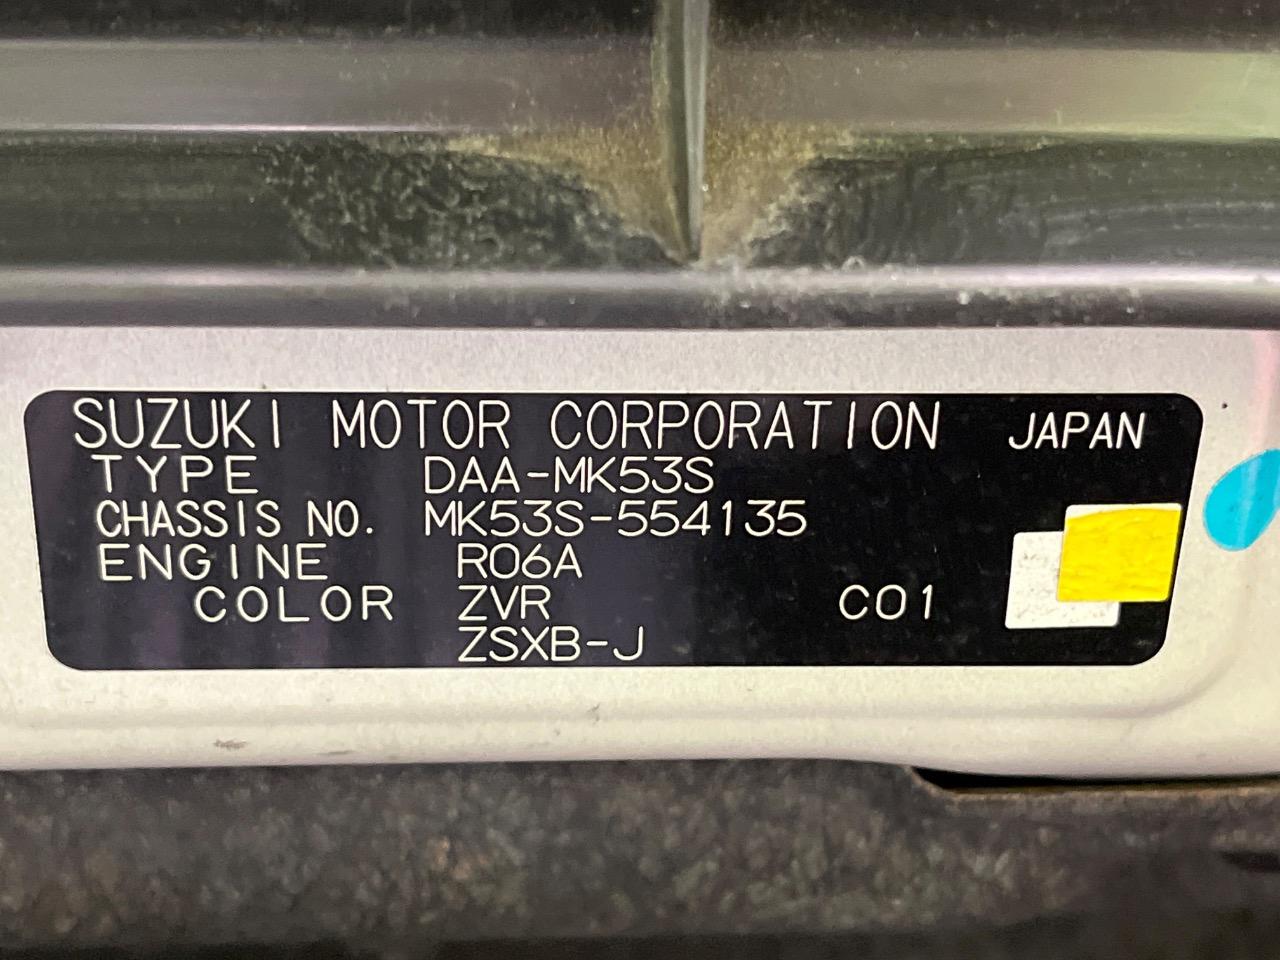 SUZUKI MOTOR CORPORATION JAPAN
TYPE DAA-MK53S
CHASSIS NO. MK53S-554135
ENGINE R06A
COLOR ZVR C01
ZSXB-J